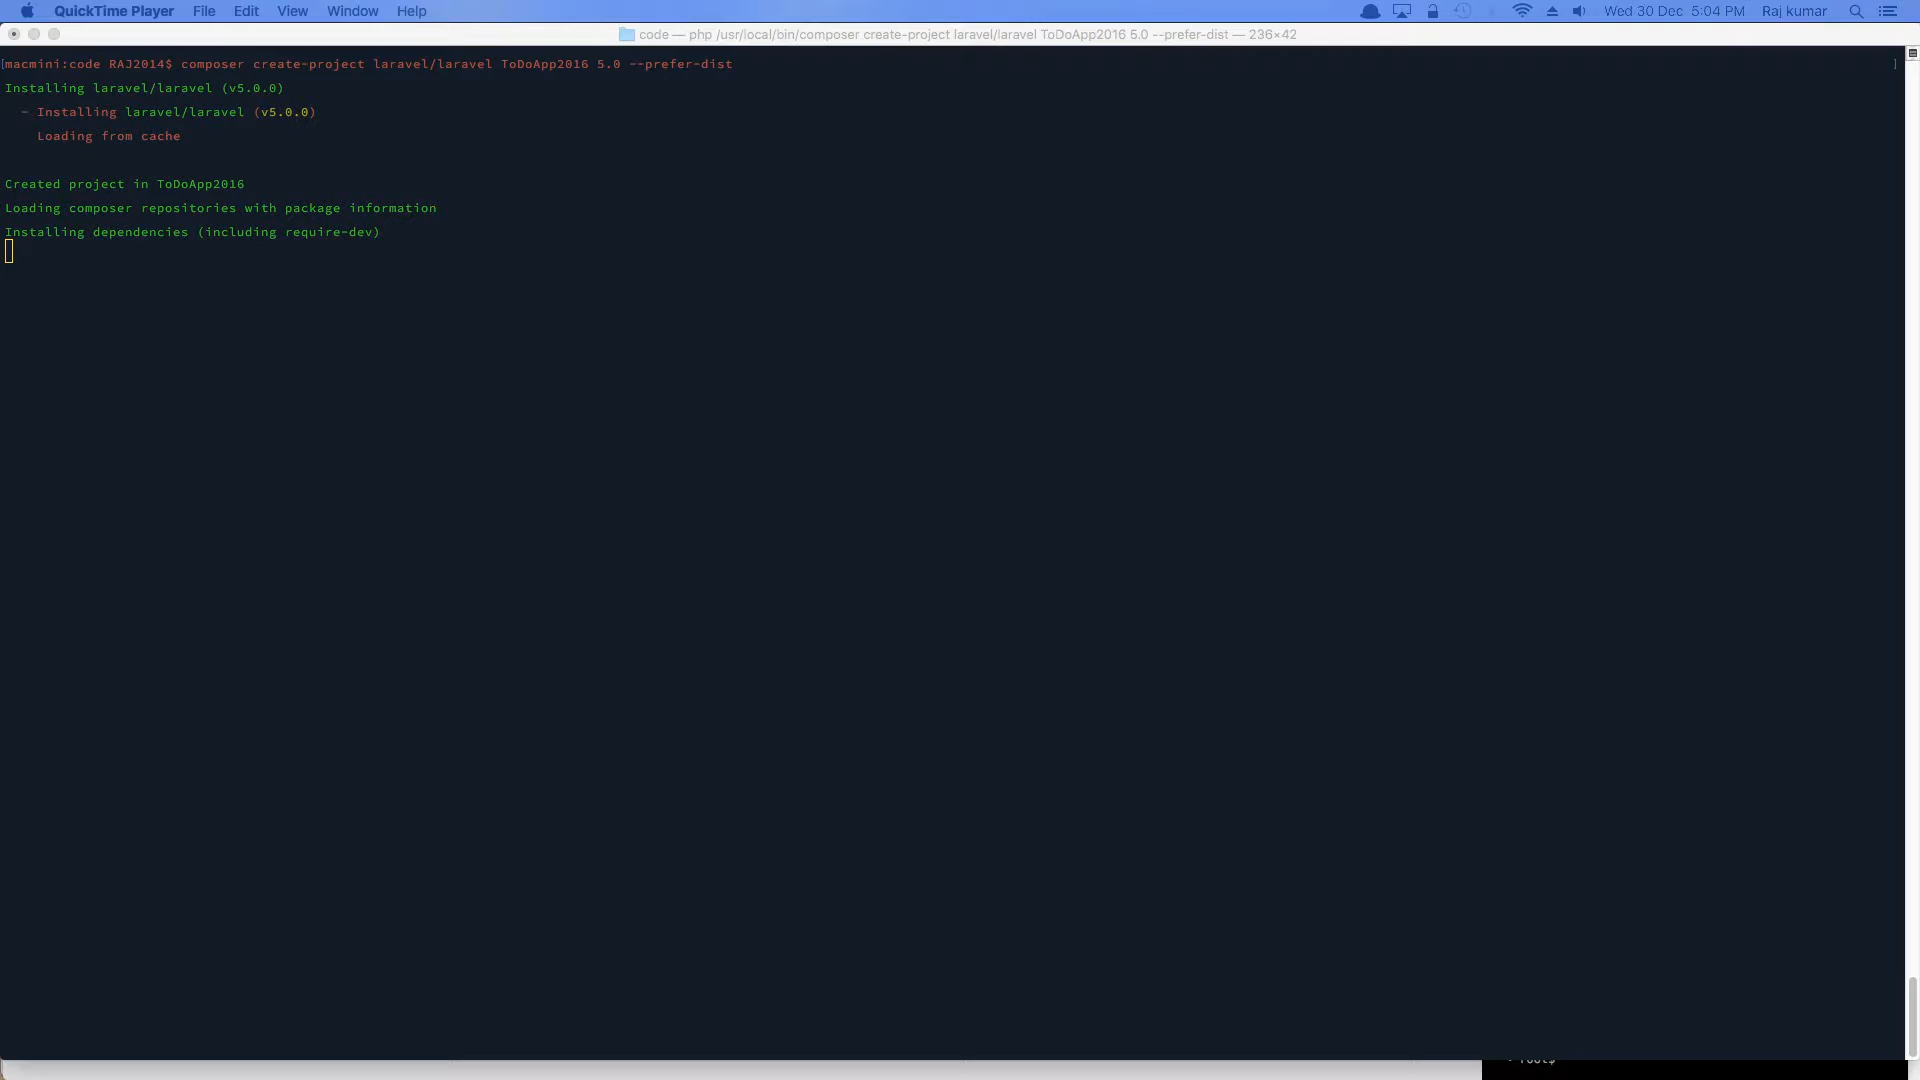 QuickTime Player File Edit View Window Help Wed 30 Dec 5:04 PM Raj kumar
code — php /usr/local/bin/composer create-project laravel/laravel ToDoApp2016 5.0 --prefer-dist — 236×42
[macmini:code RAJ2014$ composer create-project laravel/laravel ToDoApp2016 5.0 --prefer-dist ]
Installing laravel/laravel (v5.0.0)
- Installing laravel/laravel (v5.0.0)
Loading from cache
Created project in ToDoApp2016
Loading composer repositories with package information
Installing dependencies (including require-dev)